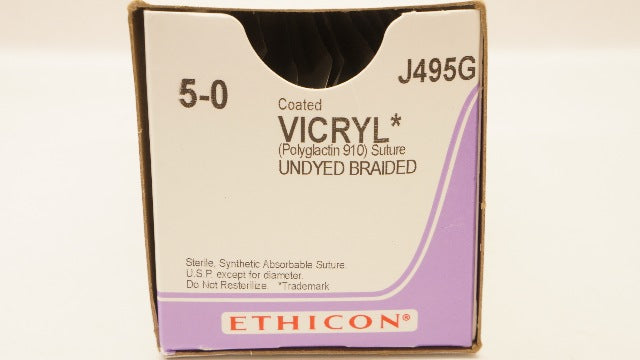 5-0
J495G
Coated
VICRYL*
(Polyglactin 910) Suture
UNDYED BRAIDED
Sterile, Synthetic Absorbable Suture.
U.S.P. except for diameter.
Do Not Resterilize. *Trademark
ETHICON®